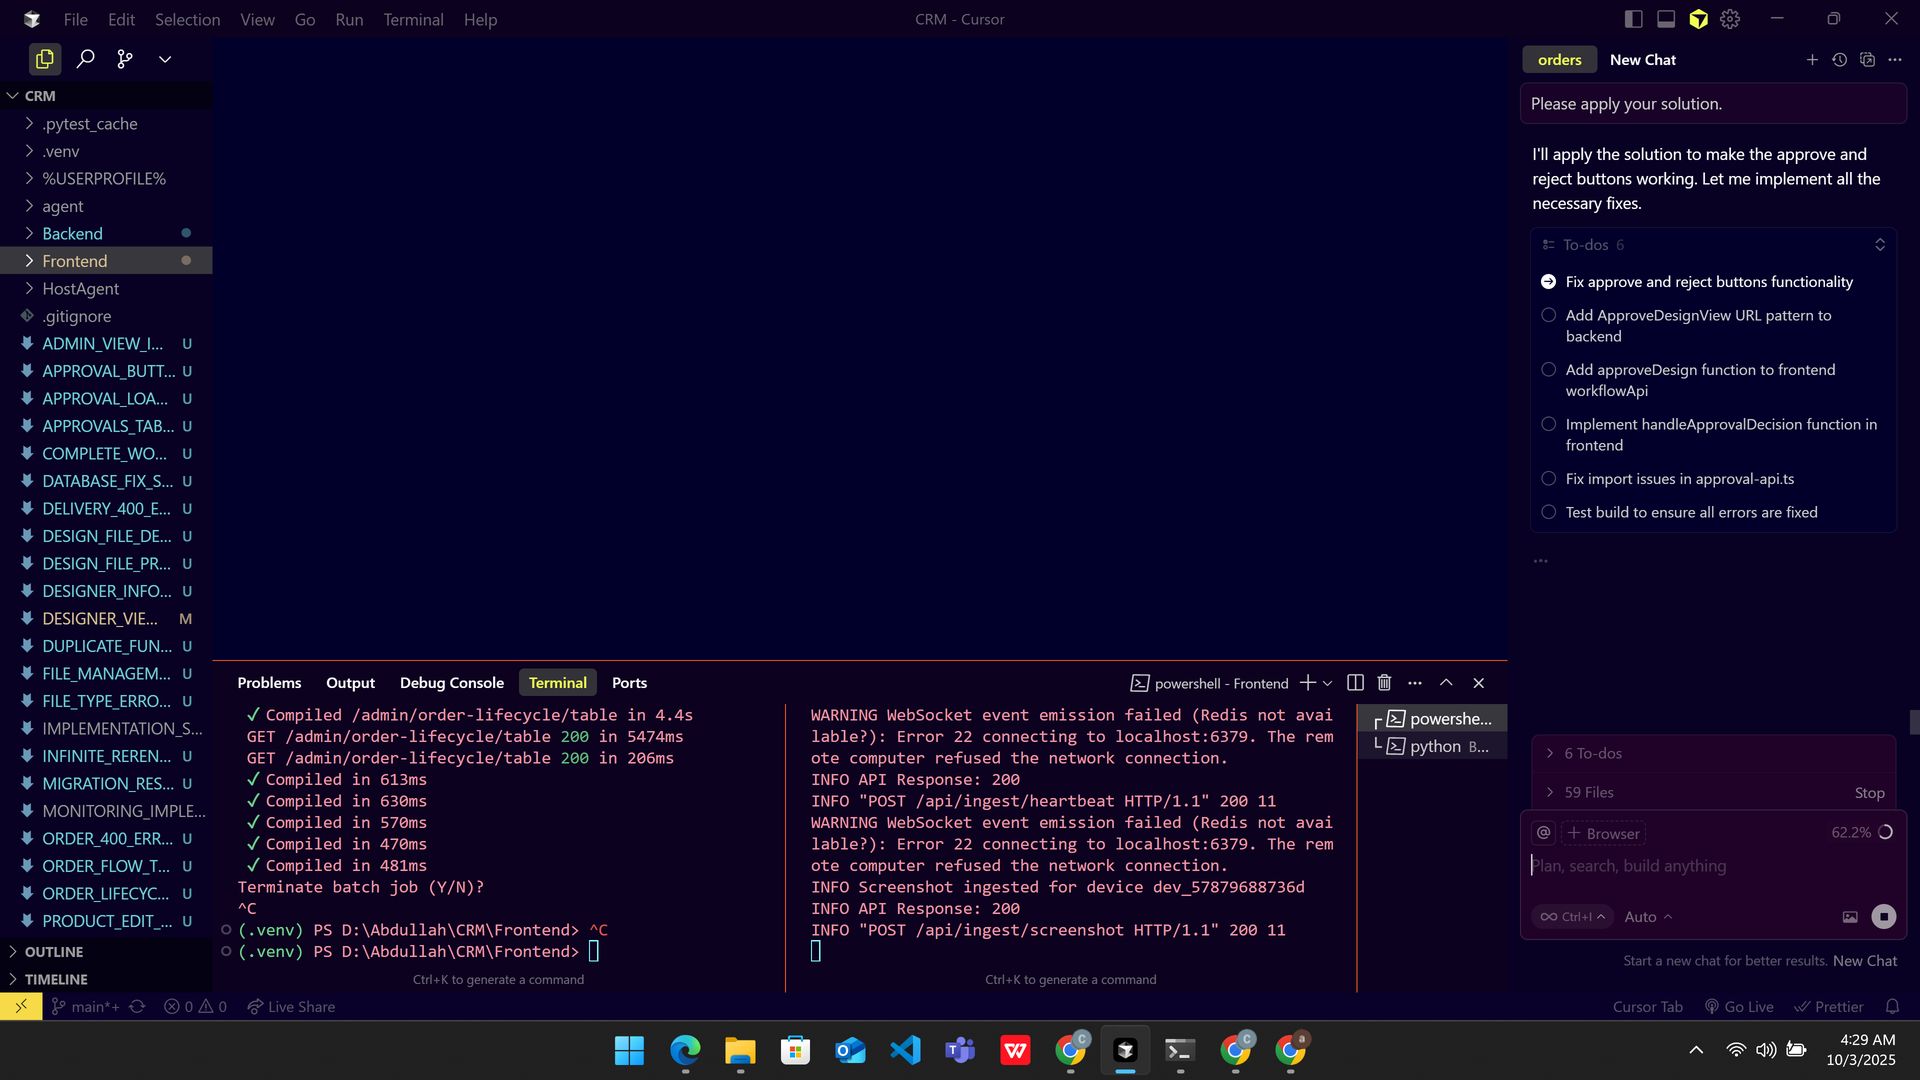 File Edit Selection View Go Run Terminal Help
CRM - Cursor
CRM
.pytest_cache
.venv
%USERPROFILE%
agent
Backend
Frontend
HostAgent
.gitignore
ADMIN_VIEW_I... U
APPROVAL_BUTT... U
APPROVAL_LOA... U
APPROVALS_TAB... U
COMPLETE_WO... U
DATABASE_FIX_S... U
DELIVERY_400_E... U
DESIGN_FILE_DE... U
DESIGN_FILE_PR... U
DESIGNER_INFO... U
DESIGNER_VIE... M
DUPLICATE_FUN... U
FILE_MANAGEM... U
FILE_TYPE_ERRO... U
IMPLEMENTATION_S...
INFINITE_REREN... U
MIGRATION_RES... U
MONITORING_IMPLE...
ORDER_400_ERR... U
ORDER_FLOW_T... U
ORDER_LIFECYC... U
PRODUCT_EDIT_... U
OUTLINE
TIMELINE
Problems Output Debug Console Terminal Ports
powershell - Frontend
✓ Compiled /admin/order-lifecycle/table in 4.4s
GET /admin/order-lifecycle/table 200 in 5474ms
GET /admin/order-lifecycle/table 200 in 206ms
✓ Compiled in 613ms
✓ Compiled in 630ms
✓ Compiled in 570ms
✓ Compiled in 470ms
✓ Compiled in 481ms
Terminate batch job (Y/N)?
^C
(.venv) PS D:\Abdullah\CRM\Frontend> ^C
(.venv) PS D:\Abdullah\CRM\Frontend>
Ctrl+K to generate a command
WARNING WebSocket event emission failed (Redis not avai
lable?): Error 22 connecting to localhost:6379. The rem
ote computer refused the network connection.
INFO API Response: 200
INFO "POST /api/ingest/heartbeat HTTP/1.1" 200 11
WARNING WebSocket event emission failed (Redis not avai
lable?): Error 22 connecting to localhost:6379. The rem
ote computer refused the network connection.
INFO Screenshot ingested for device dev_57879688736d
INFO API Response: 200
INFO "POST /api/ingest/screenshot HTTP/1.1" 200 11
Ctrl+K to generate a command
powershe...
python B...
orders New Chat
Please apply your solution.
I'll apply the solution to make the approve and
reject buttons working. Let me implement all the
necessary fixes.
To-dos 6
Fix approve and reject buttons functionality
Add ApproveDesignView URL pattern to
backend
Add approveDesign function to frontend
workflowApi
Implement handleApprovalDecision function in
frontend
Fix import issues in approval-api.ts
Test build to ensure all errors are fixed
...
6 To-dos
59 Files Stop
@ + Browser 62.2%
Plan, search, build anything
∞ Ctrl+I Auto
Start a new chat for better results. New Chat
main*+ 0 0 Live Share
Cursor Tab Go Live Prettier
4:29 AM
10/3/2025